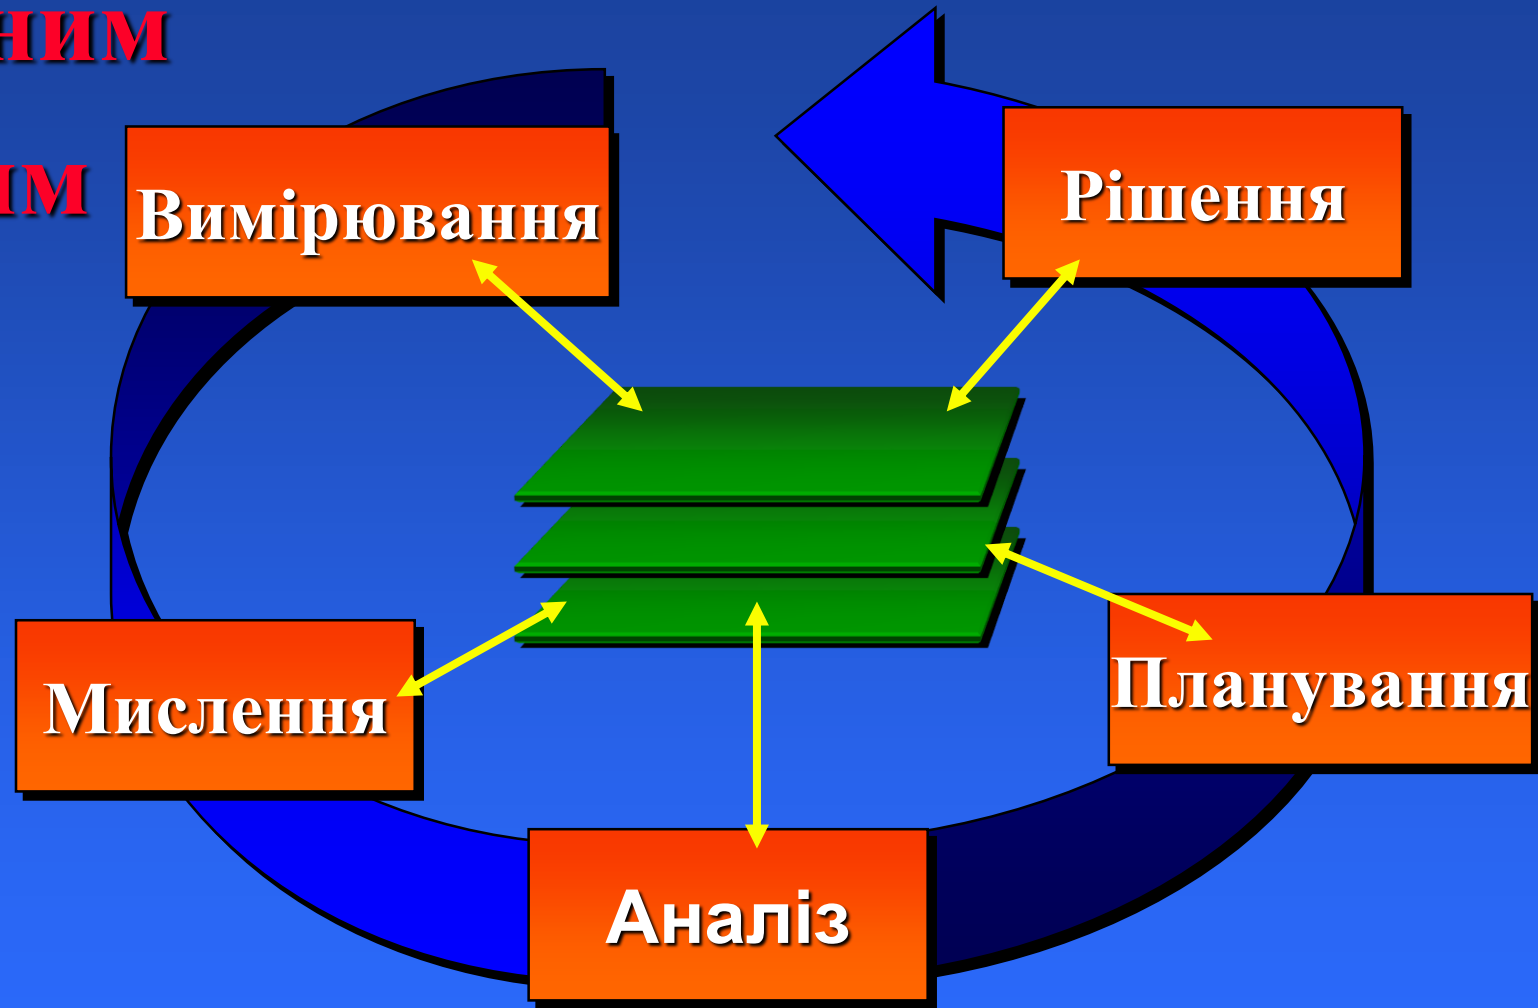 ним
им
Вимірювання
Рішення
Мислення
Планування
Аналіз